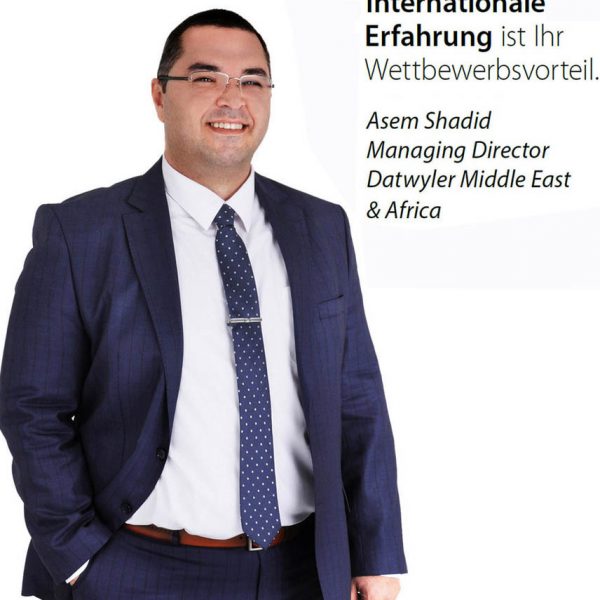 Internationale
Erfahrung ist Ihr
Wettbewerbsvorteil.
Asem Shadid
Managing Director
Datwyler Middle East
& Africa